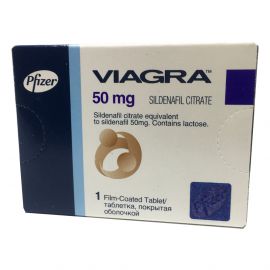 Pfizer
VIAGRA™
50 mg
SILDENAFIL CITRATE
Sildenafil citrate equivalent
to sildenafil 50mg. Contains lactose.
1 Film-Coated Tablet/
таблетка, покрытая
оболочкой